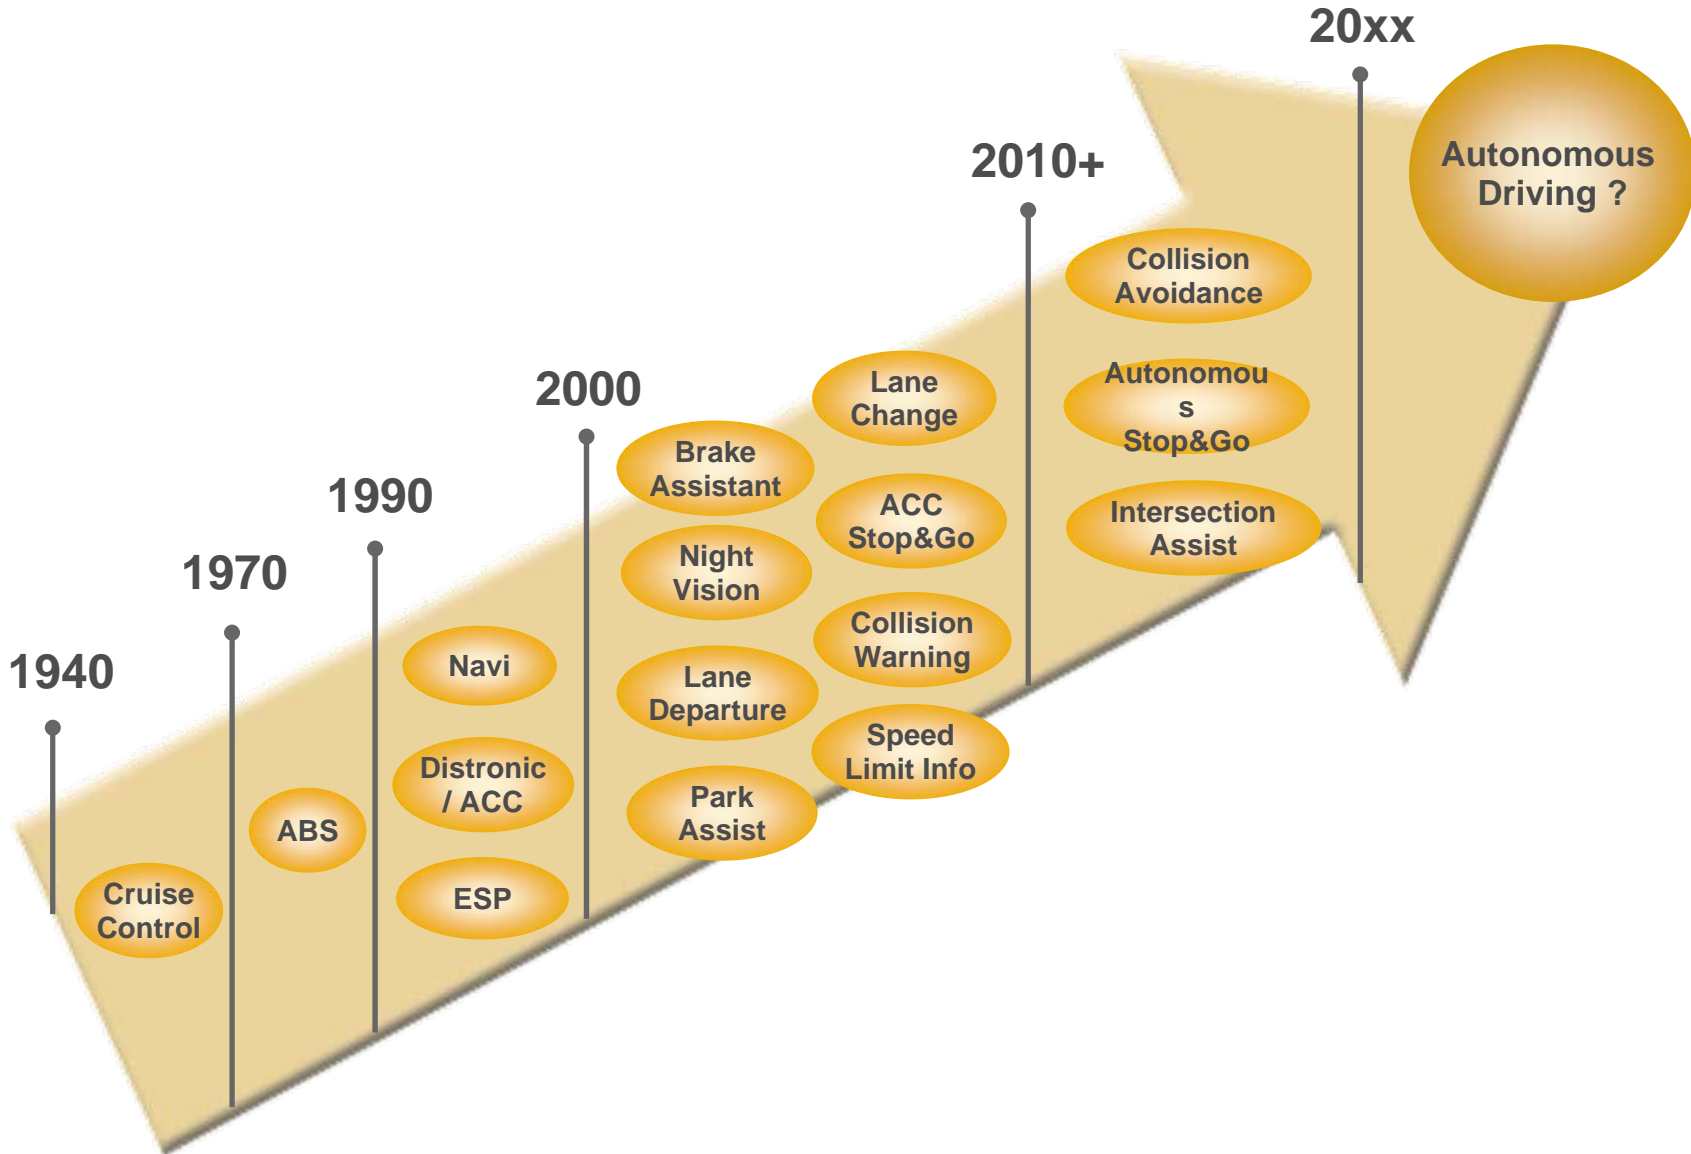 20xx
Autonomous
Driving ?
2010+
Collision
Avoidance
Autonomou
s
Stop&Go
Intersection
Assist
2000
Lane
Change
Brake
Assistant
ACC
Stop&Go
Night
Vision
Collision
Warning
Lane
Departure
Speed
Limit Info
Park
Assist
1990
Navi
Distronic
/ ACC
ESP
1970
ABS
1940
Cruise
Control